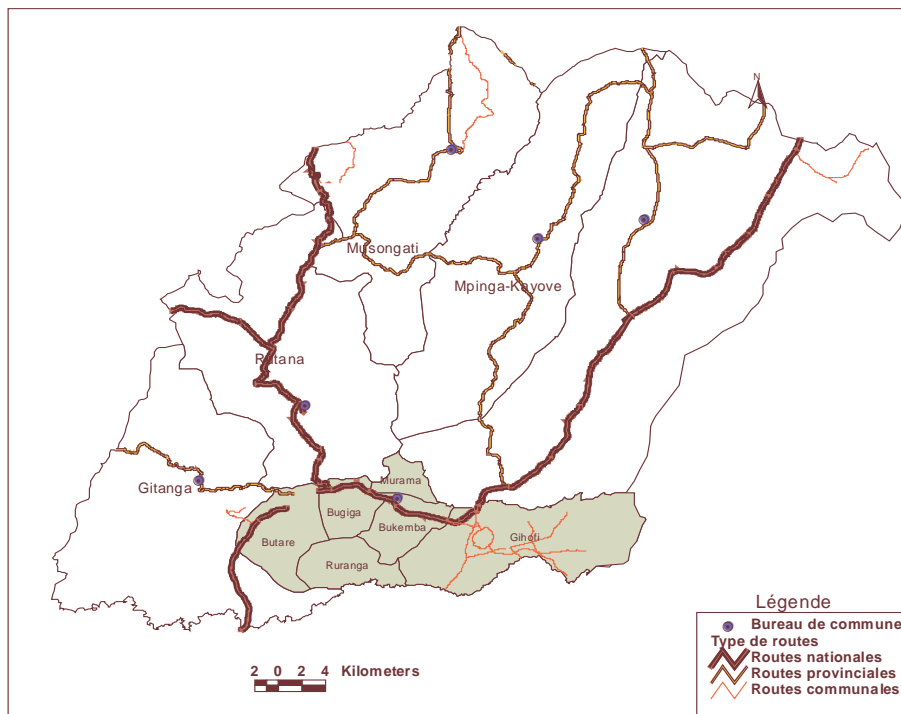 N
Musongati
Mpinga-Kayove
Rutana
Gitanga
Murama
Bugiga
Bukemba
Gihofi
Butare
Ruranga
Légende
Bureau de commune
Type de routes
Routes nationales
Routes provinciales
Routes communales
2 0 2 4 Kilometers